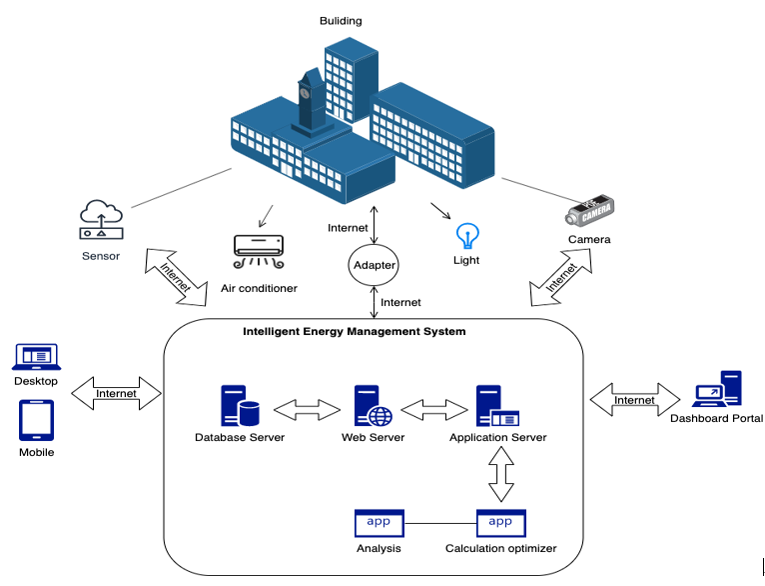 Buliding
CAMERA
Internet
Sensor
Camera
Light
Adapter
Internet
Internet
Air conditioner
Internet
Intelligent Energy Management System
Desktop
Internet
Internet
Dashboard Portal
Mobile
Database Server
Web Server
Application Server
app
app
Analysis
Calculation optimizer